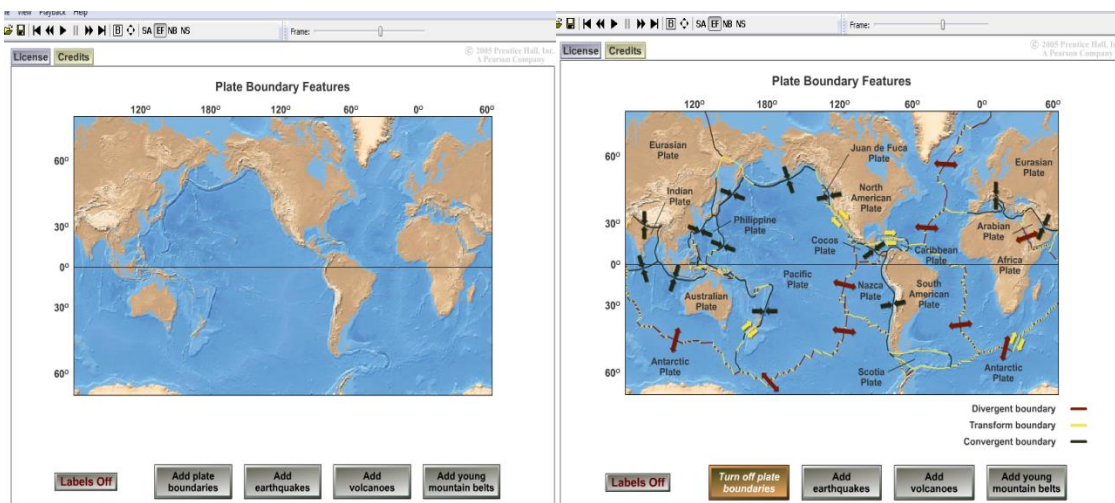 View Playback Help
SA EF NB NS
Frame:
License Credits
© 2005 Prentice Hall, Inc.
A Pearson Company
Plate Boundary Features
120° 180° 120° 60° 0° 60°
60°
30°
0°
30°
60°
Labels Off
Add plate boundaries
Add earthquakes
Add volcanoes
Add young mountain belts
SA EF NB NS
Frame:
License Credits
© 2005 Prentice Hall, I
A Pearson Company
Plate Boundary Features
120° 180° 120° 60° 0° 60°
60°
30°
0°
30°
60°
Eurasian Plate
Juan de Fuca Plate
Eurasian Plate
Indian Plate
North American Plate
Philippine Plate
Arabian Plate
Cocos Plate
Caribbean Plate
Africa Plate
Pacific Plate
Nazca Plate
South American Plate
Australian Plate
Antarctic Plate
Scotia Plate
Antarctic Plate
Divergent boundary
Transform boundary
Convergent boundary
Labels Off
Turn off plate boundaries
Add earthquakes
Add volcanoes
Add young mountain belts